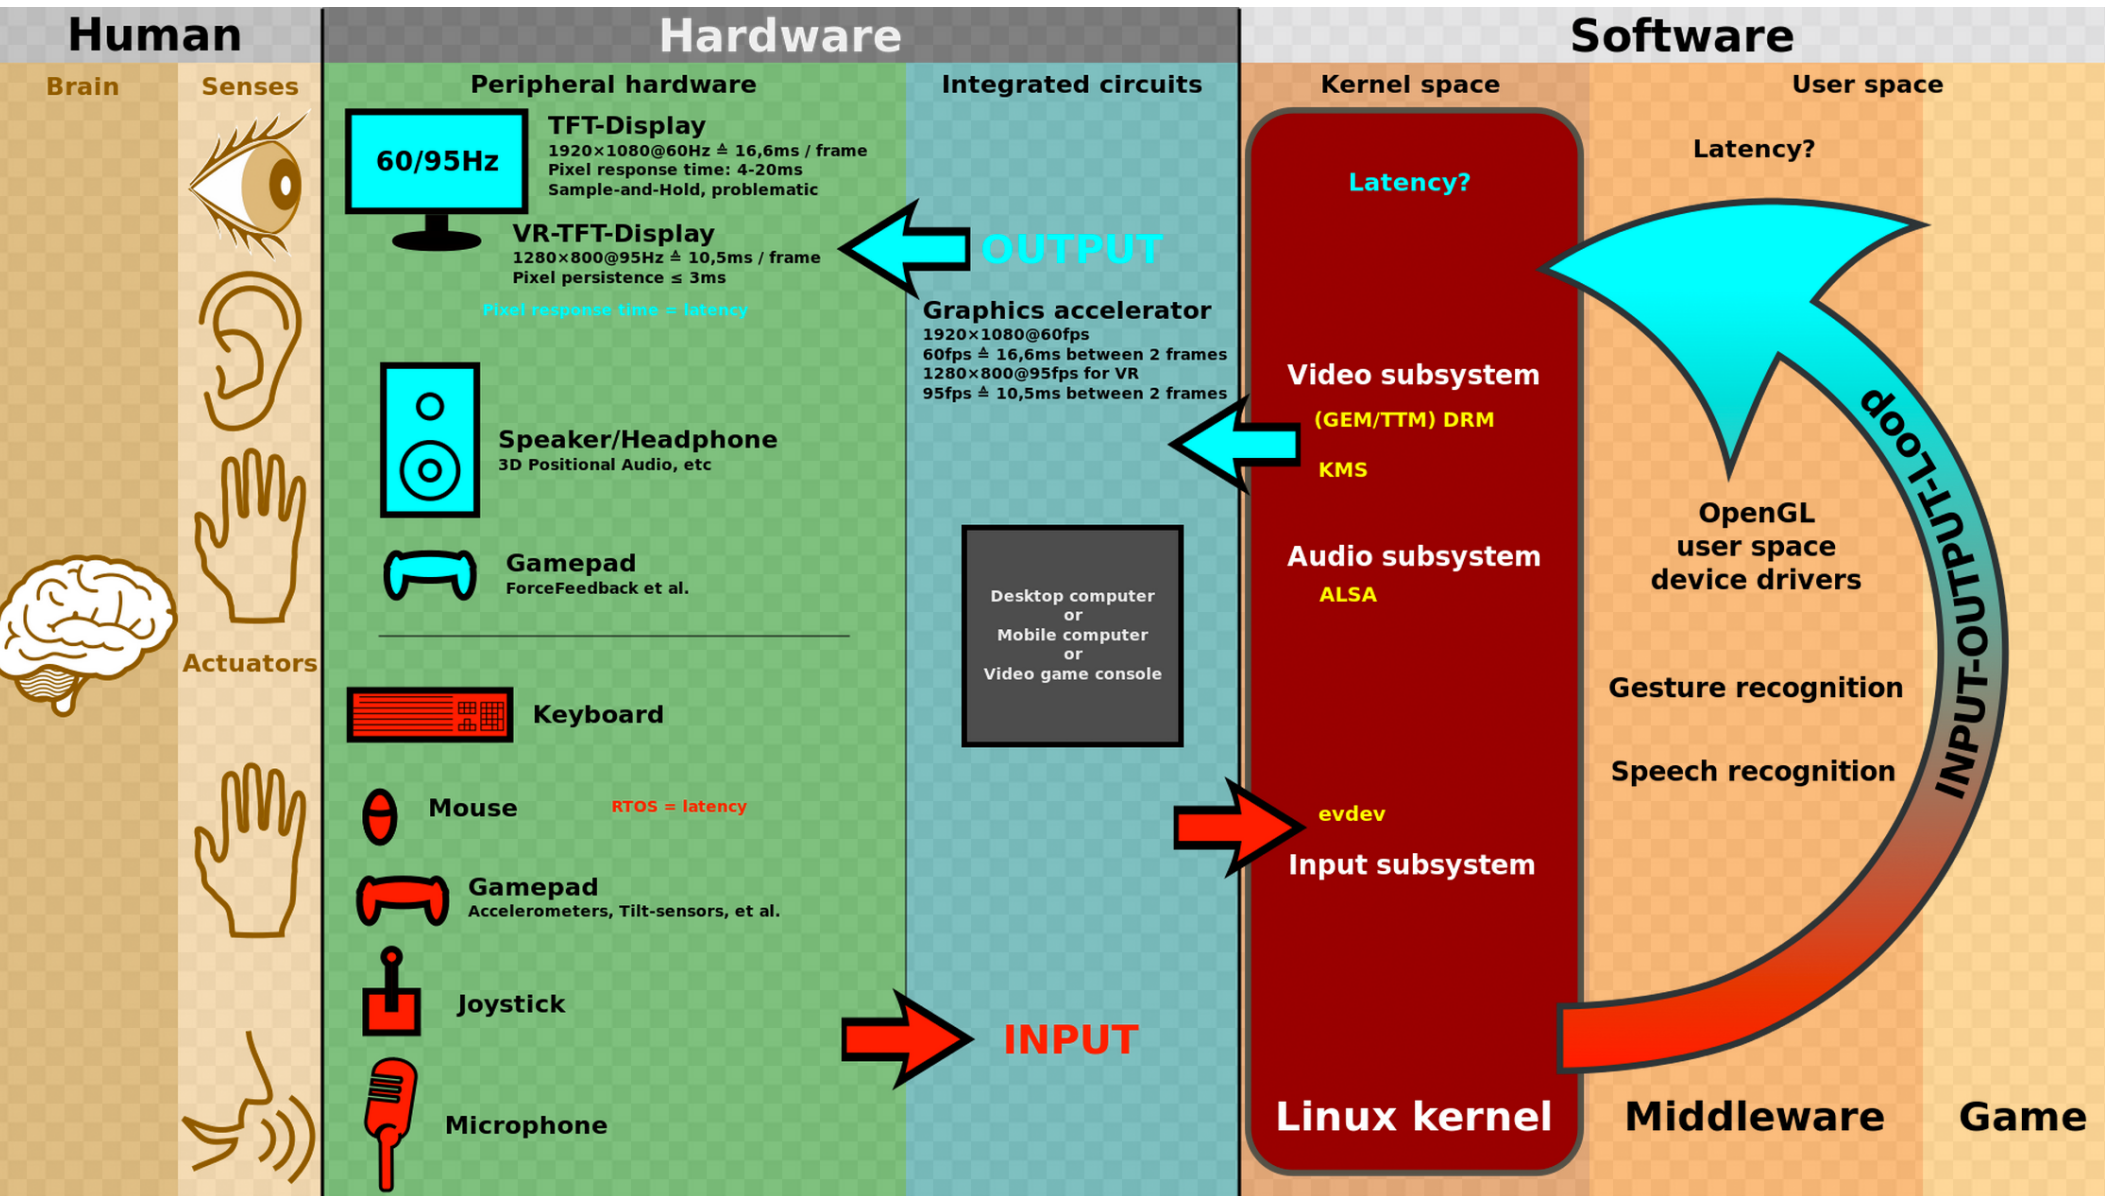 Human
Hardware
Software
Brain
Senses
Peripheral hardware
Integrated circuits
Kernel space
User space
60/95Hz
TFT-Display
1920×1080@60Hz ≙ 16,6ms / frame
Pixel response time: 4-20ms
Sample-and-Hold, problematic
VR-TFT-Display
1280×800@95Hz ≙ 10,5ms / frame
Pixel persistence ≤ 3ms
Pixel response time = latency
Speaker/Headphone
3D Positional Audio, etc
Gamepad
ForceFeedback et al.
Actuators
Keyboard
Mouse
RTOS = latency
Gamepad
Accelerometers, Tilt-sensors, et al.
Joystick
Microphone
OUTPUT
Graphics accelerator
1920×1080@60fps
60fps ≙ 16,6ms between 2 frames
1280×800@95fps for VR
95fps ≙ 10,5ms between 2 frames
Desktop computer
or
Mobile computer
or
Video game console
INPUT
Latency?
Video subsystem
(GEM/TTM) DRM
KMS
Audio subsystem
ALSA
evdev
Input subsystem
Linux kernel
Latency?
OpenGL
user space
device drivers
Gesture recognition
Speech recognition
INPUT-OUTPUT-Loop
Middleware
Game